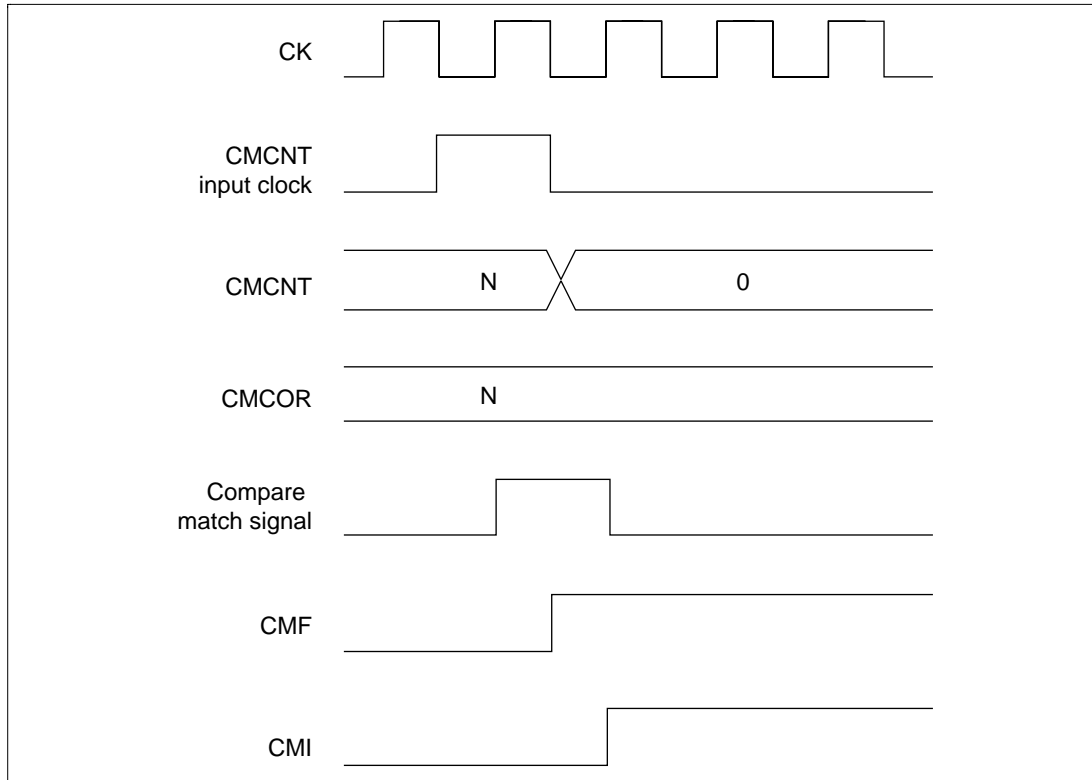 CK
CMCNT
input clock
CMCNT
N
0
CMCOR
N
Compare
match signal
CMF
CMI